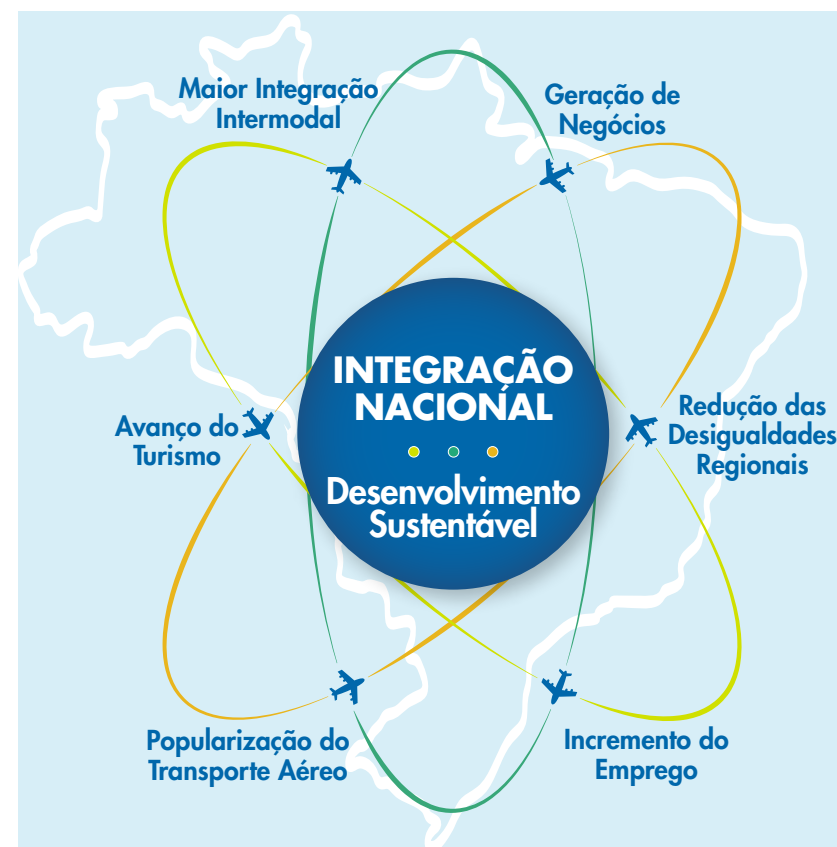 Maior Integração
Intermodal
Geração de
Negócios
INTEGRAÇÃO
NACIONAL
Desenvolvimento
Sustentável
Avanço do
Turismo
Redução das
Desigualdades
Regionais
Popularização do
Transporte Aéreo
Incremento do
Emprego